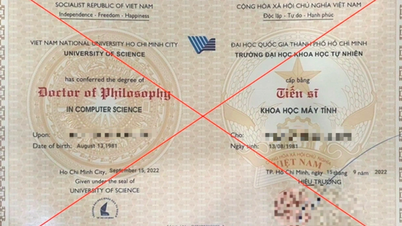 SOCIALIST REPUBLIC OF VIET NAM
Independence - Freedom - Happiness
VIET NAM NATIONAL UNIVERSITY HO CHI MINH CITY
UNIVERSITY OF SCIENCE
has conferred the degree of
Doctor of Philosophy
IN COMPUTER SCIENCE
Upon:
Date of birth: August 13, 1981
Ho Chi Minh City, September 15, 2022
Given under the seal of
UNIVERSITY OF SCIENCE
CỘNG HÒA XÃ HỘI CHỦ NGHĨA VIỆT NAM
Độc lập - Tự do - Hạnh phúc
ĐẠI HỌC QUỐC GIA THÀNH PHỐ HỒ CHÍ MINH
TRƯỜNG ĐẠI HỌC KHOA HỌC TỰ NHIÊN
cấp bằng
Tiến sĩ
KHOA HỌC MÁY TÍNH
Cho:
Ngày sinh: 13/08/1981
VIỆT NAM
TP. Hồ Chí Minh, ngày tháng 9 năm 2022
HIỆU TRƯỞNG